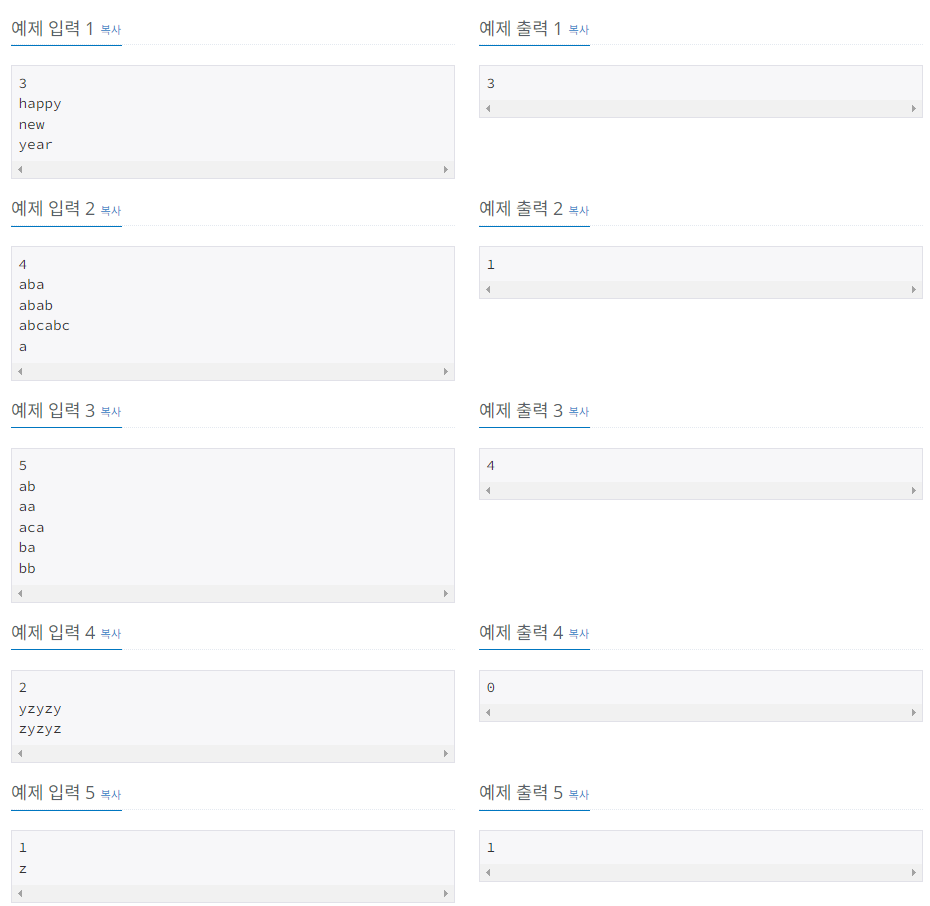 예제 입력 1 복사
3
happy
new
year
예제 출력 1 복사
3
예제 입력 2 복사
4
aba
abab
abcabc
a
예제 출력 2 복사
1
예제 입력 3 복사
5
ab
aa
aca
ba
bb
예제 출력 3 복사
4
예제 입력 4 복사
2
yzyzy
zyzyz
예제 출력 4 복사
0
예제 입력 5 복사
1
z
예제 출력 5 복사
1